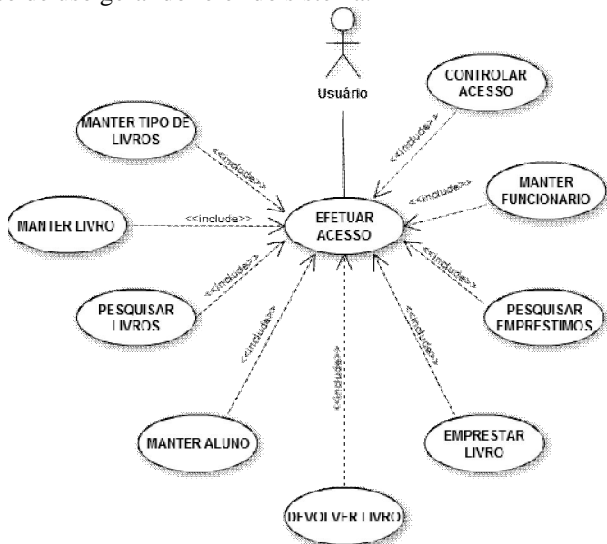 Usuário
CONTROLAR
ACESSO
MANTER TIPO DE
LIVROS
<<include>>
<<include>>
MANTER
FUNCIONARIO
<<include>>
MANTER LIVRO
<<include>>
EFETUAR
ACESSO
PESQUISAR
LIVROS
<<include>>
<<include>>
PESQUISAR
EMPRESTIMOS
MANTER ALUNO
<<include>>
<<include>>
<<include>>
EMPRESTAR
LIVRO
DEVOLVER LIVRO